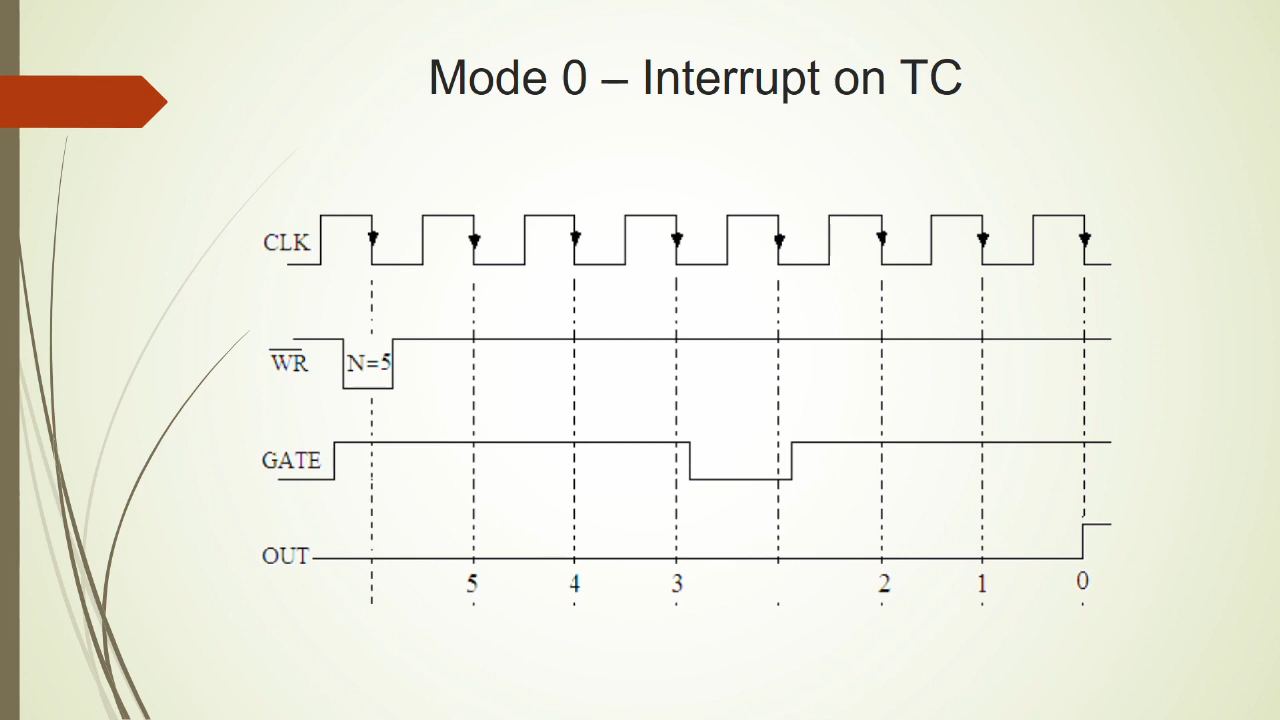 Mode 0 – Interrupt on TC
CLK
WR N=5
GATE
OUT
5 4 3 2 1 0